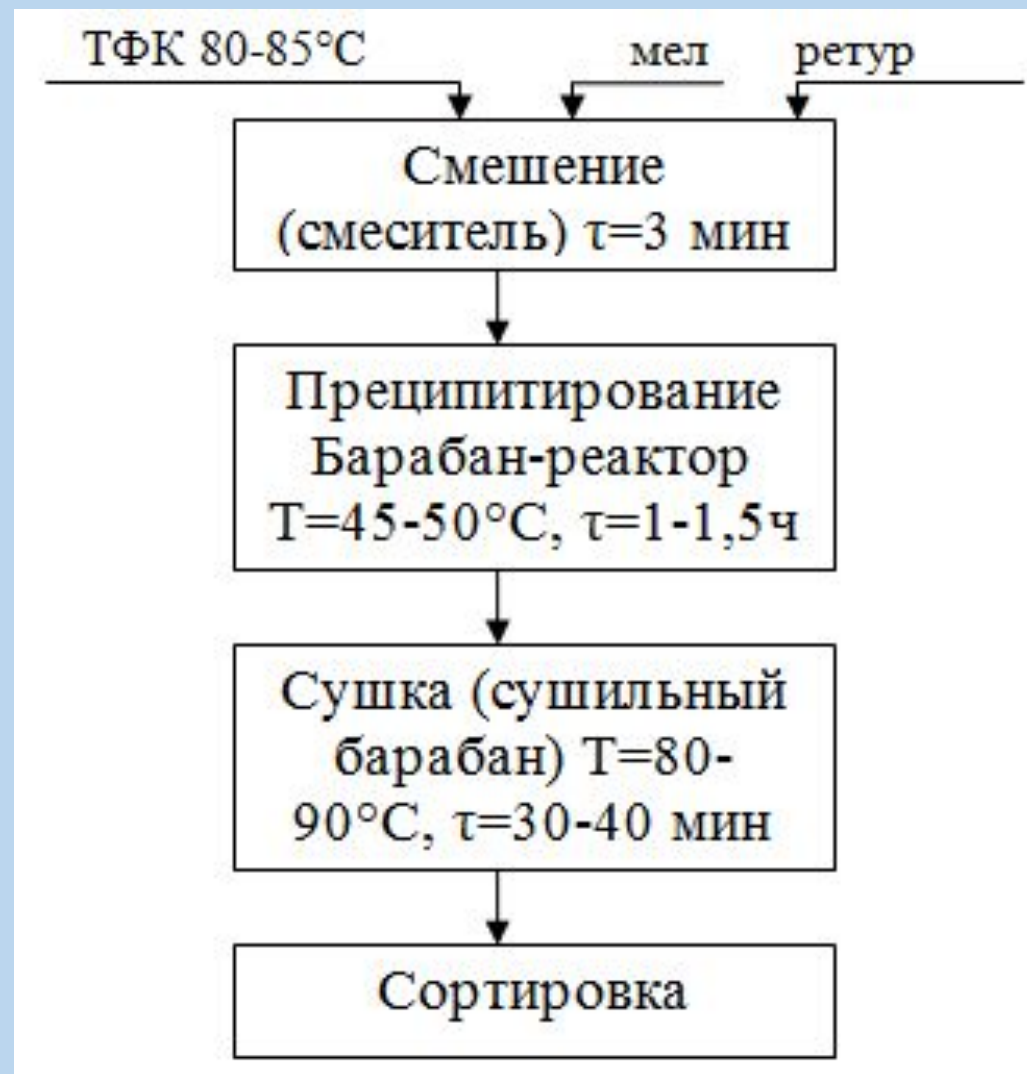 ТФК 80-85°С мел ретур
Смешение
(смеситель) τ=3 мин
Преципитирование
Барабан-реактор
Т=45-50°С, τ=1-1,5ч
Сушка (сушильный
барабан) Т=80-
90°С, τ=30-40 мин
Сортировка